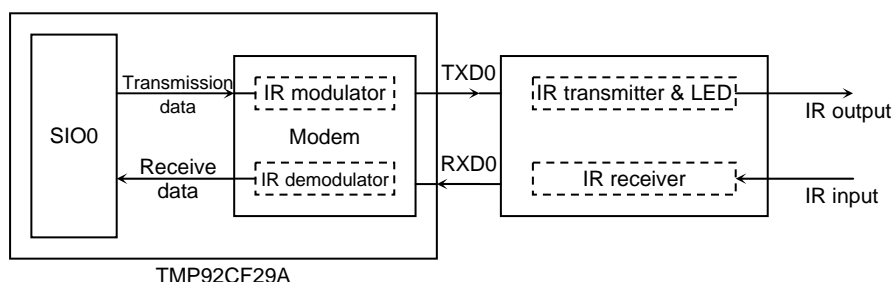 Transmission
data
IR modulator
TXD0
IR transmitter & LED
IR output
SIO0
Modem
Receive
data
IR demodulator
RXD0
IR receiver
IR input
TMP92CF29A